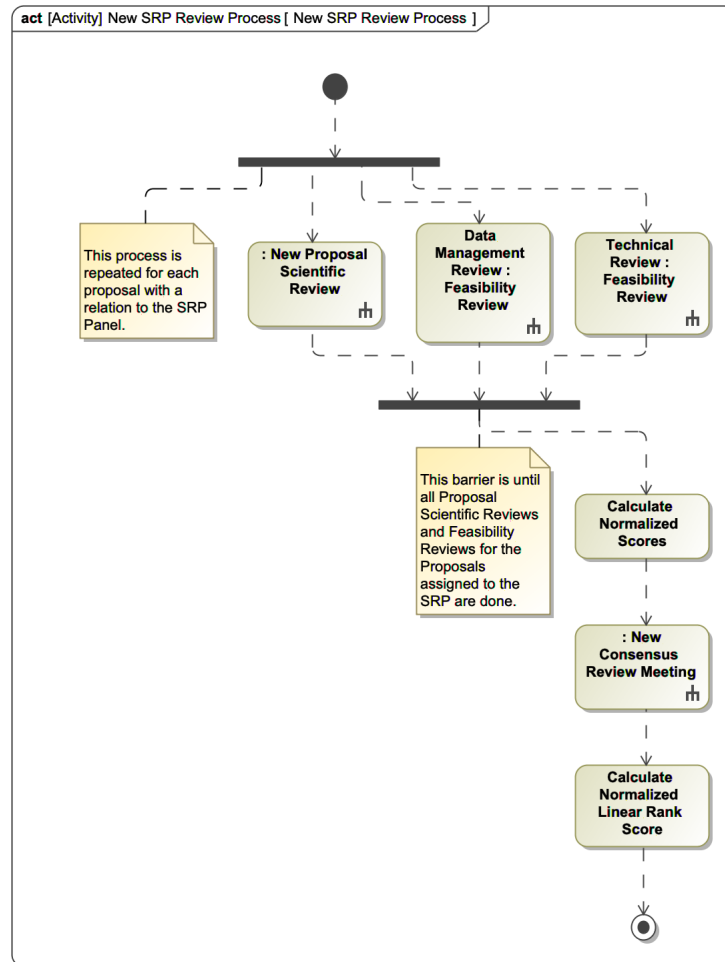 act [Activity] New SRP Review Process [ New SRP Review Process ]
This process is
repeated for each
proposal with a
relation to the SRP
Panel.
: New Proposal
Scientific
Review
Data
Management
Review :
Feasibility
Review
Technical
Review :
Feasibility
Review
This barrier is until
all Proposal
Scientific Reviews
and Feasibility
Reviews for the
Proposals
assigned to the
SRP are done.
Calculate
Normalized
Scores
: New
Consensus
Review Meeting
Calculate
Normalized
Linear Rank
Score